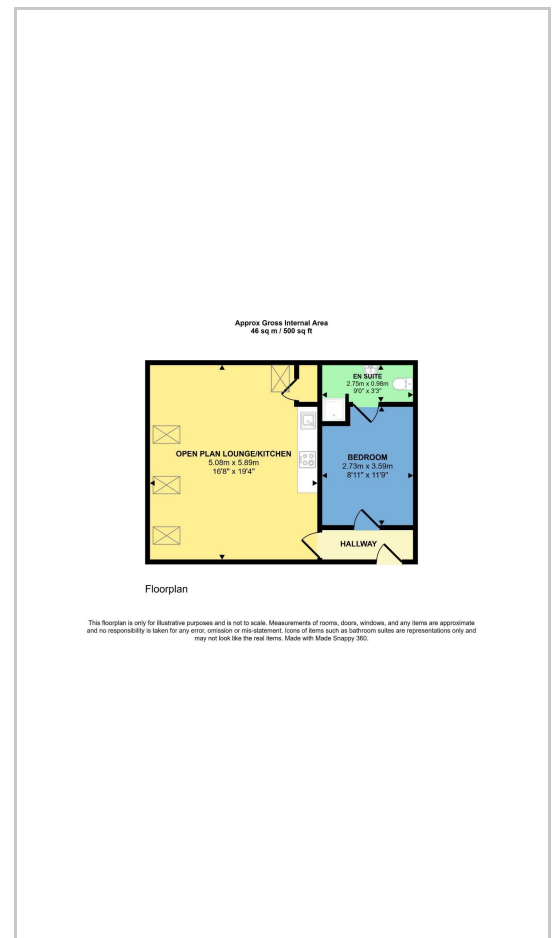 Approx Gross Internal Area
46 sq m / 500 sq ft
EN SUITE
2.75m x 0.98m
9'0" x 3'3"
OPEN PLAN LOUNGE/KITCHEN
5.08m x 5.89m
16'8" x 19'4"
BEDROOM
2.73m x 3.59m
8'11" x 11'9"
HALLWAY
Floorplan
This floorplan is only for illustrative purposes and is not to scale. Measurements of rooms, doors, windows, and any items are approximate
and no responsibility is taken for any error, omission or mis-statement. Icons of items such as bathroom suites are representations only and
may not look like the real items. Made with Made Snappy 360.